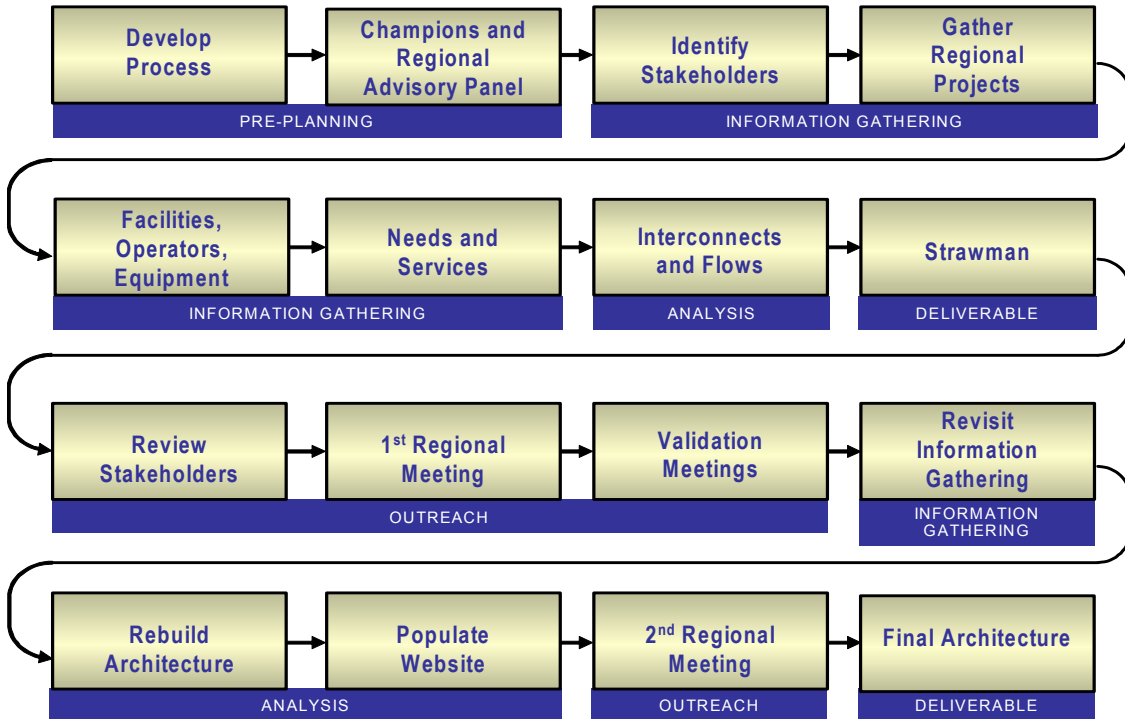 Develop
Process
Champions and
Regional
Advisory Panel
Identify
Stakeholders
Gather
Regional
Projects
PRE-PLANNING
INFORMATION GATHERING
Facilities,
Operators,
Equipment
Needs and
Services
Interconnects
and Flows
Strawman
INFORMATION GATHERING
ANALYSIS
DELIVERABLE
Review
Stakeholders
1st Regional
Meeting
Validation
Meetings
Revisit
Information
Gathering
OUTREACH
INFORMATION
GATHERING
Rebuild
Architecture
Populate
Website
2nd Regional
Meeting
Final Architecture
ANALYSIS
OUTREACH
DELIVERABLE